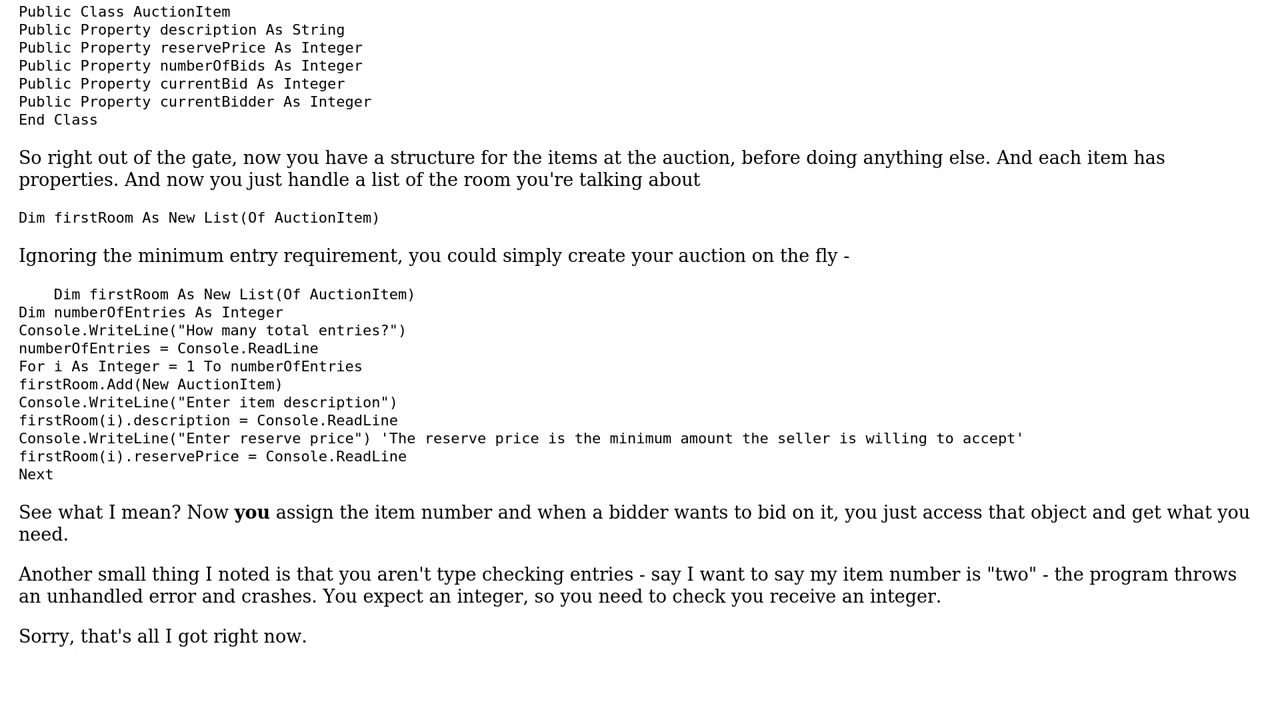 Public Class AuctionItem
Public Property description As String
Public Property reservePrice As Integer
Public Property numberOfBids As Integer
Public Property currentBid As Integer
Public Property currentBidder As Integer
End Class
So right out of the gate, now you have a structure for the items at the auction, before doing anything else. And each item has
properties. And now you just handle a list of the room you're talking about
Dim firstRoom As New List(Of AuctionItem)
Ignoring the minimum entry requirement, you could simply create your auction on the fly -
    Dim firstRoom As New List(Of AuctionItem)
Dim numberOfEntries As Integer
Console.WriteLine("How many total entries?")
numberOfEntries = Console.ReadLine
For i As Integer = 1 To numberOfEntries
firstRoom.Add(New AuctionItem)
Console.WriteLine("Enter item description")
firstRoom(i).description = Console.ReadLine
Console.WriteLine("Enter reserve price") 'The reserve price is the minimum amount the seller is willing to accept'
firstRoom(i).reservePrice = Console.ReadLine
Next
See what I mean? Now you assign the item number and when a bidder wants to bid on it, you just access that object and get what you
need.
Another small thing I noted is that you aren't type checking entries - say I want to say my item number is "two" - the program throws
an unhandled error and crashes. You expect an integer, so you need to check you receive an integer.
Sorry, that's all I got right now.